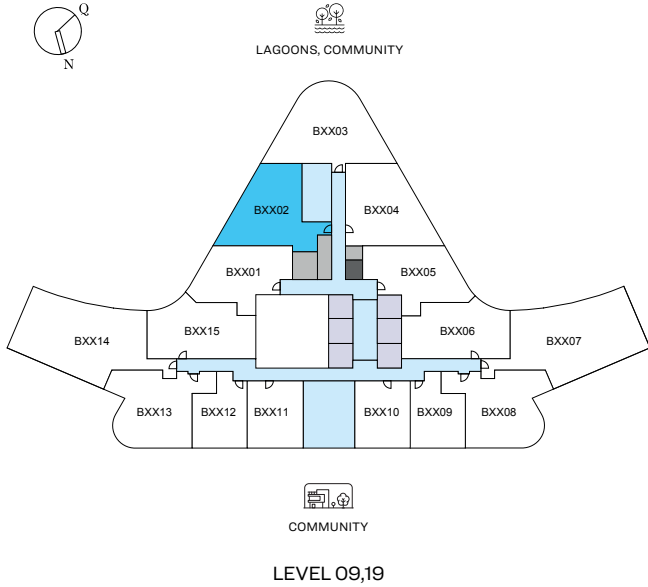 Q
N
LAGOONS, COMMUNITY
BXX03
BXX02
BXX04
BXX01
BXX05
BXX14
BXX15
BXX06
BXX07
BXX13
BXX12
BXX11
BXX10
BXX09
BXX08
COMMUNITY
LEVEL 09,19